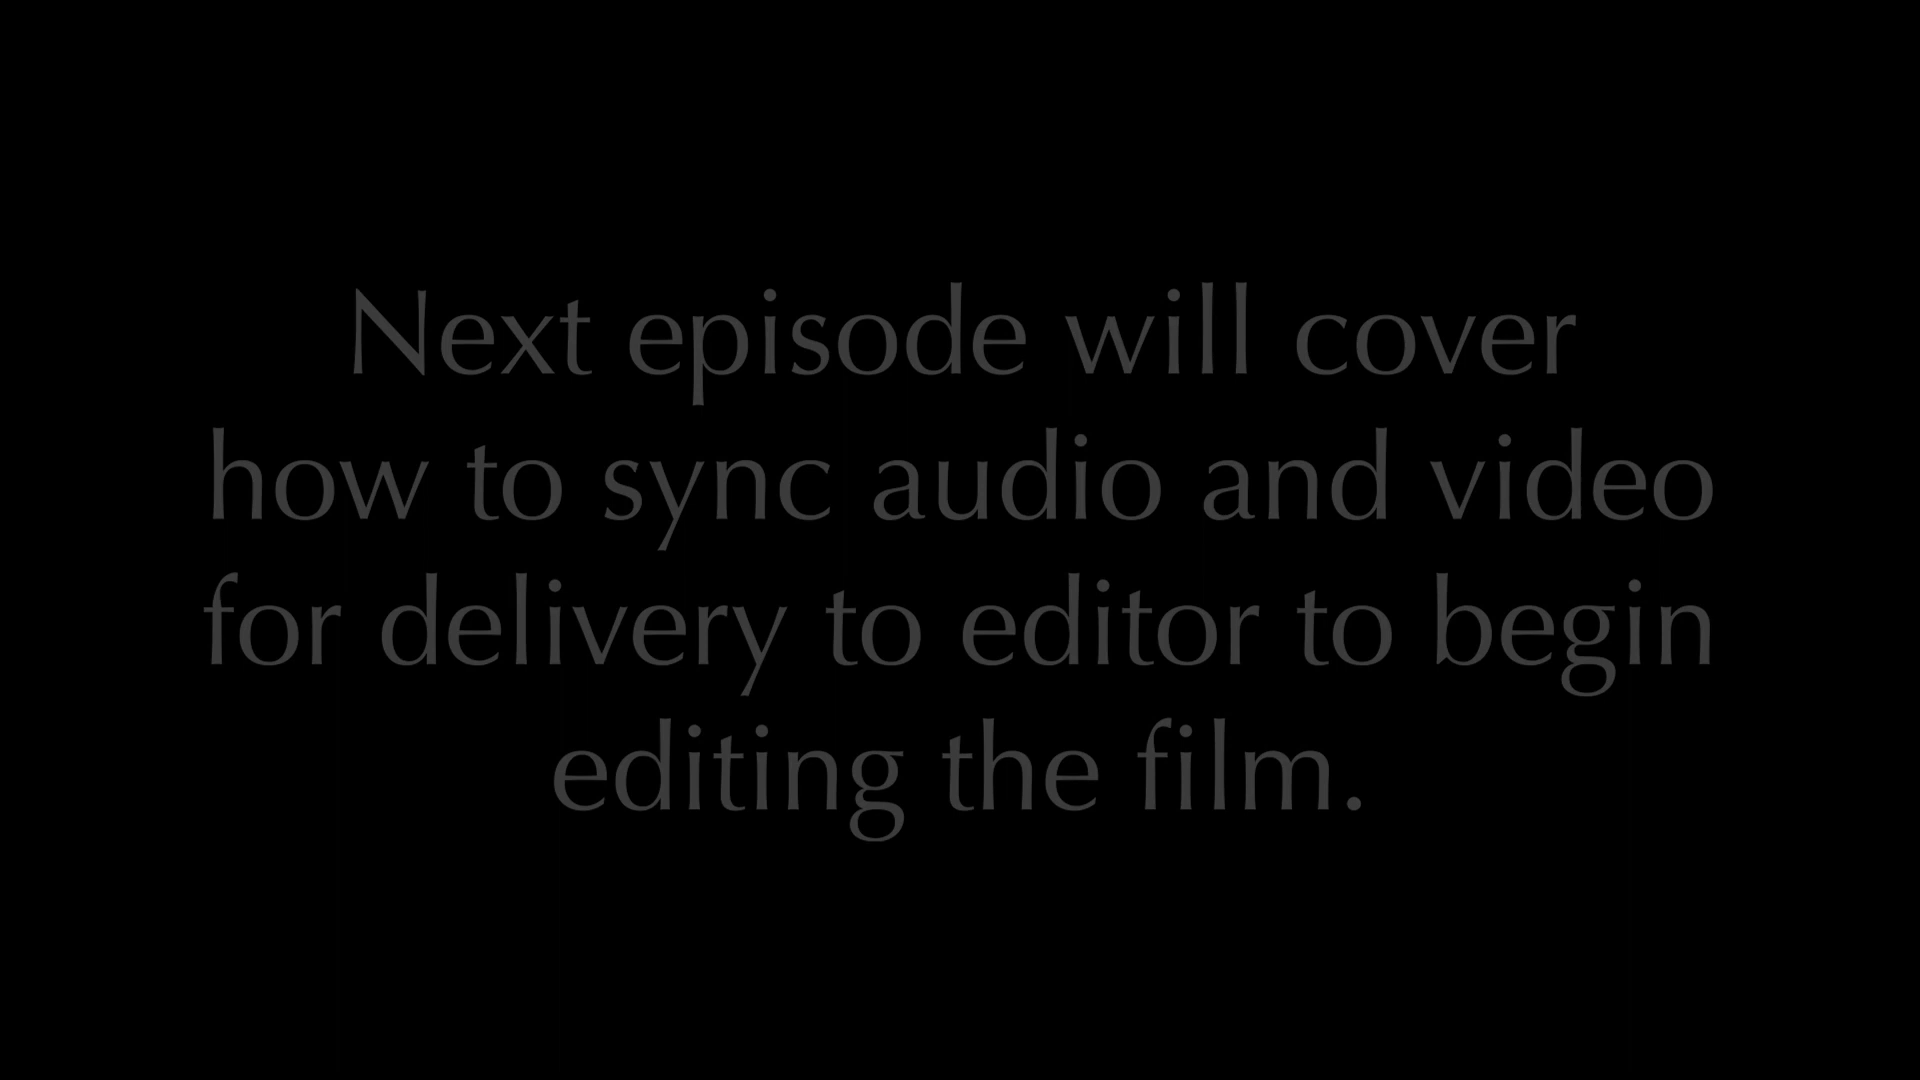 Next episode will cover
how to sync audio and video
for delivery to editor to begin
editing the film.